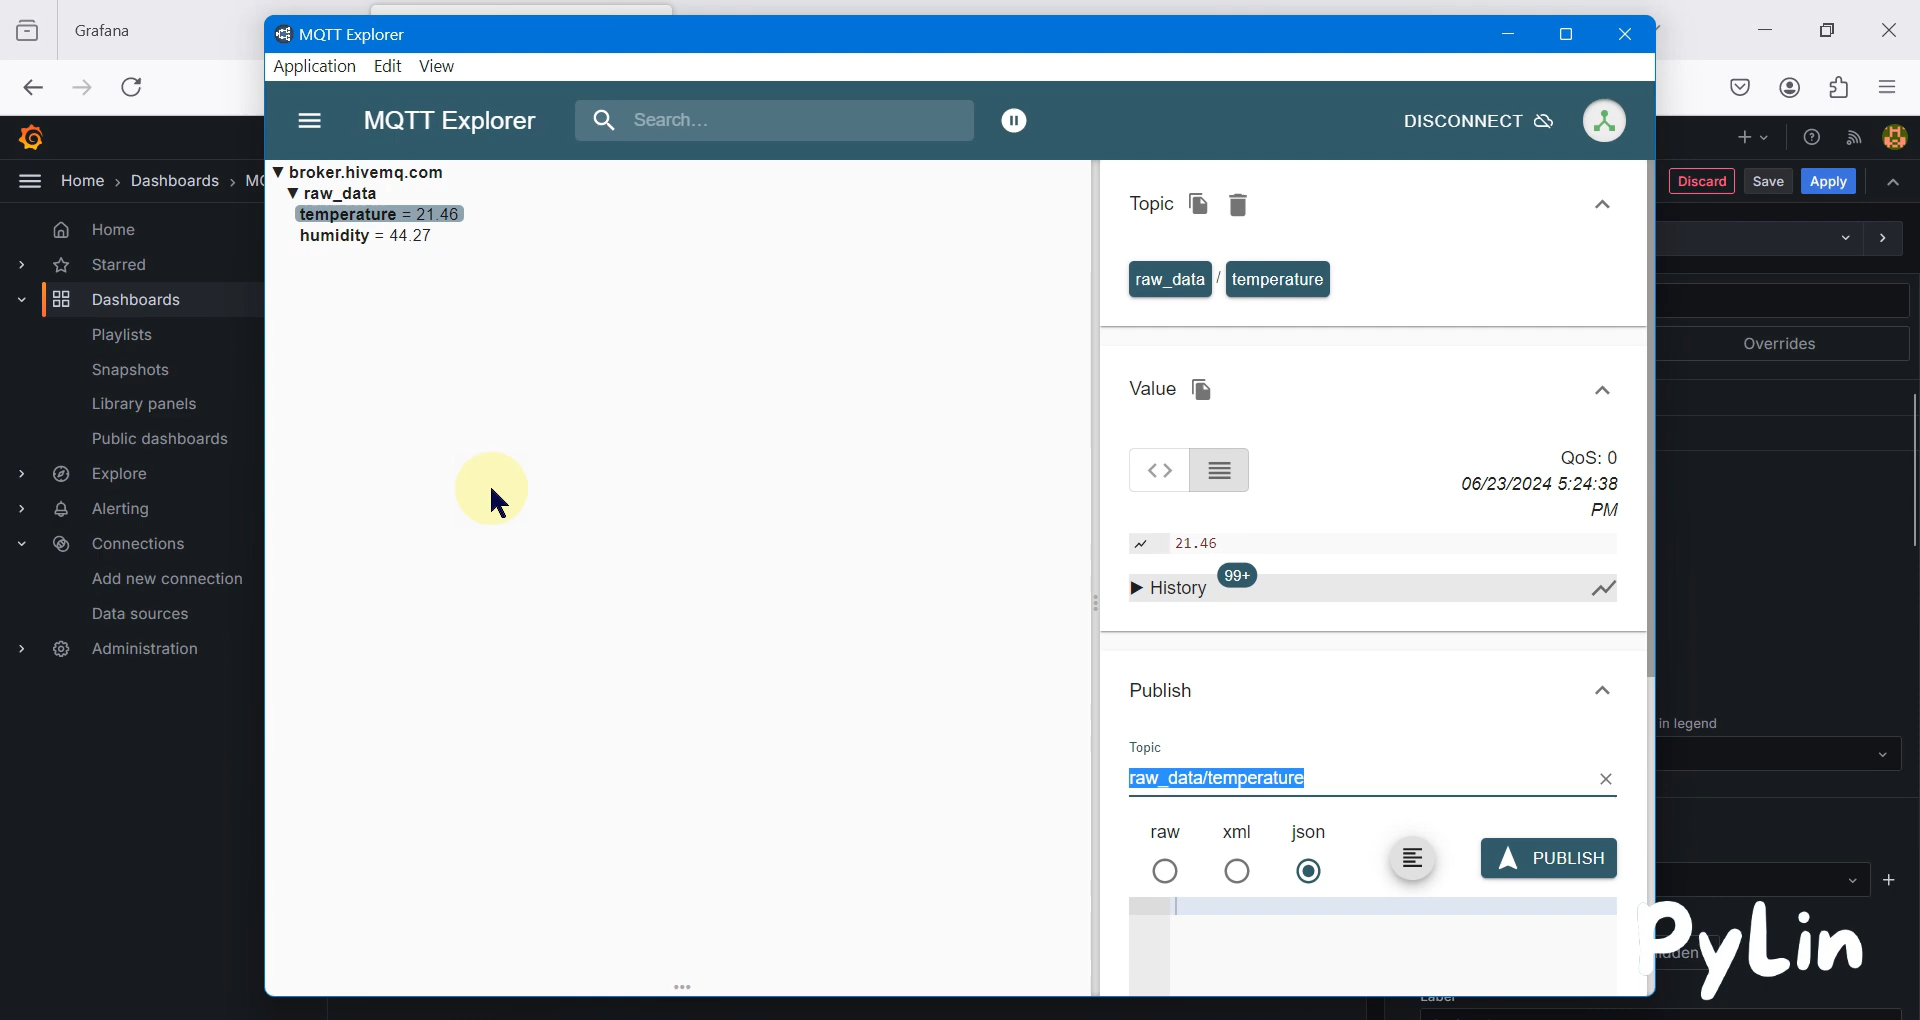 Grafana
MQTT Explorer
Application Edit View
MQTT Explorer
Search...
DISCONNECT
broker.hivemq.com
raw_data
temperature = 21.46
humidity = 44.27
Home › Dashboards ›
Home
Starred
Dashboards
Playlists
Snapshots
Library panels
Public dashboards
Explore
Alerting
Connections
Add new connection
Data sources
Administration
Topic
raw_data / temperature
Value
QoS: 0
06/23/2024 5:24:38
PM
21.46
History 99+
Publish
Topic
raw_data/temperature
raw xml json
PUBLISH
Discard Save Apply
Overrides
in legend
PyLin